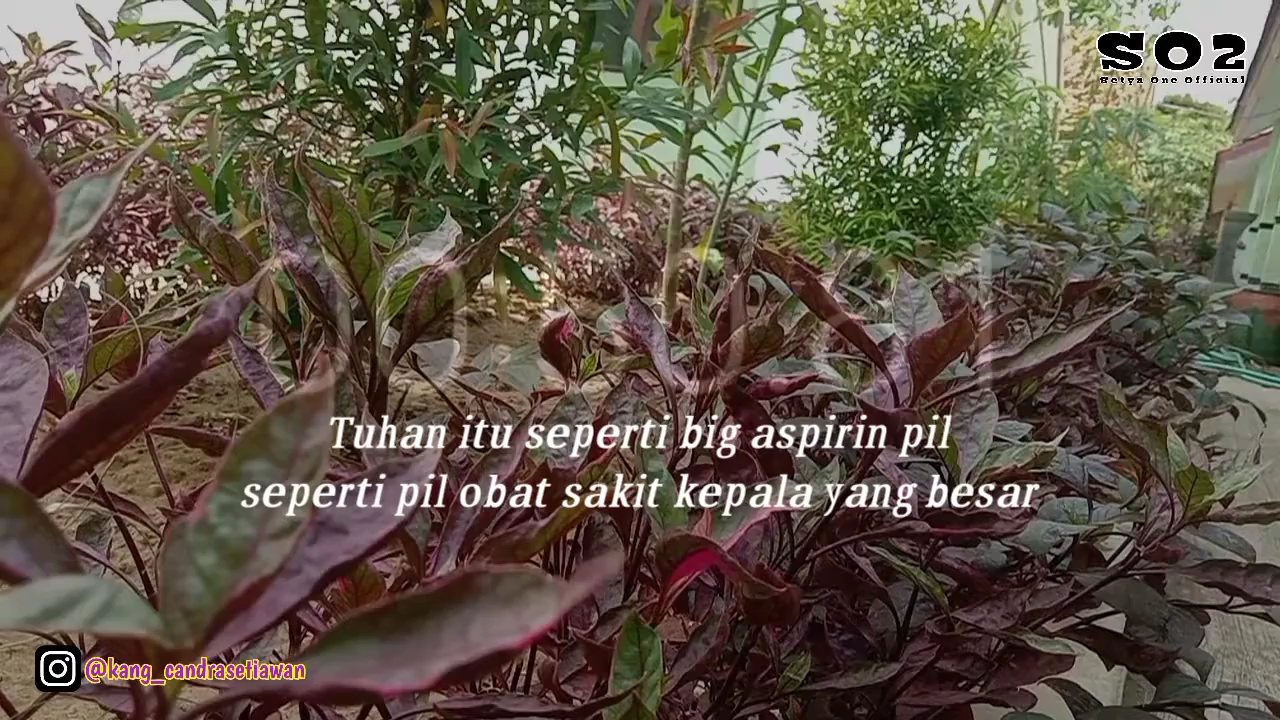 SO2
Setya One Official
Tuhan itu seperti big aspirin pil
seperti pil obat sakit kepala yang besar
@kang_candrasetiawan